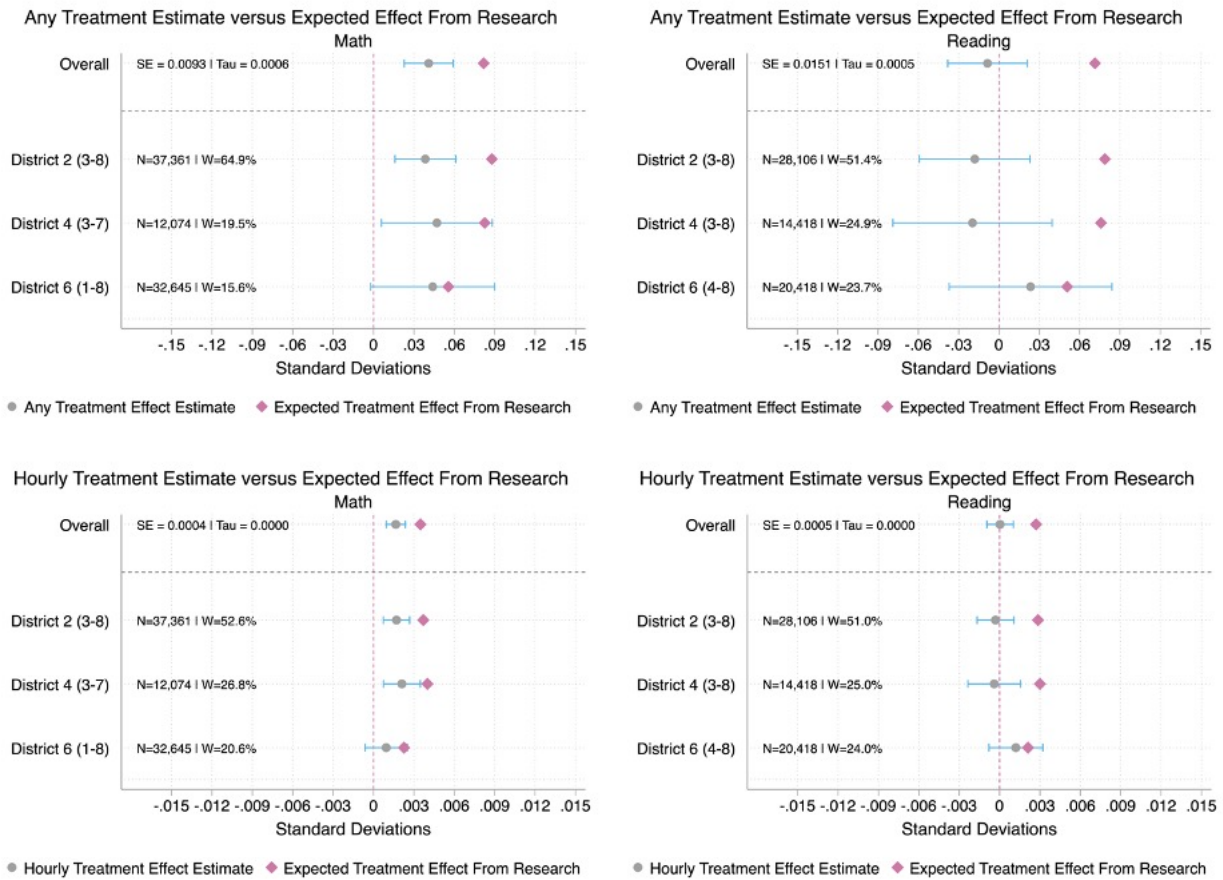 Any Treatment Estimate versus Expected Effect From Research
Math
Overall
SE = 0.0093 | Tau = 0.0006
District 2 (3-8)
N=37,361 | W=64.9%
District 4 (3-7)
N=12,074 | W=19.5%
District 6 (1-8)
N=32,645 | W=15.6%
-.15 -.12 -.09 -.06 -.03 0 .03 .06 .09 .12 .15
Standard Deviations
Any Treatment Effect Estimate Expected Treatment Effect From Research
Any Treatment Estimate versus Expected Effect From Research
Reading
Overall
SE = 0.0151 | Tau = 0.0005
District 2 (3-8)
N=28,106 | W=51.4%
District 4 (3-8)
N=14,418 | W=24.9%
District 6 (4-8)
N=20,418 | W=23.7%
-.15 -.12 -.09 -.06 -.03 0 .03 .06 .09 .12 .15
Standard Deviations
Any Treatment Effect Estimate Expected Treatment Effect From Research
Hourly Treatment Estimate versus Expected Effect From Research
Math
Overall
SE = 0.0004 | Tau = 0.0000
District 2 (3-8)
N=37,361 | W=52.6%
District 4 (3-7)
N=12,074 | W=26.8%
District 6 (1-8)
N=32,645 | W=20.6%
-.015 -.012 -.009 -.006 -.003 0 .003 .006 .009 .012 .015
Standard Deviations
Hourly Treatment Effect Estimate Expected Treatment Effect From Research
Hourly Treatment Estimate versus Expected Effect From Research
Reading
Overall
SE = 0.0005 | Tau = 0.0000
District 2 (3-8)
N=28,106 | W=51.0%
District 4 (3-8)
N=14,418 | W=25.0%
District 6 (4-8)
N=20,418 | W=24.0%
-.015 -.012 -.009 -.006 -.003 0 .003 .006 .009 .012 .015
Standard Deviations
Hourly Treatment Effect Estimate Expected Treatment Effect From Research